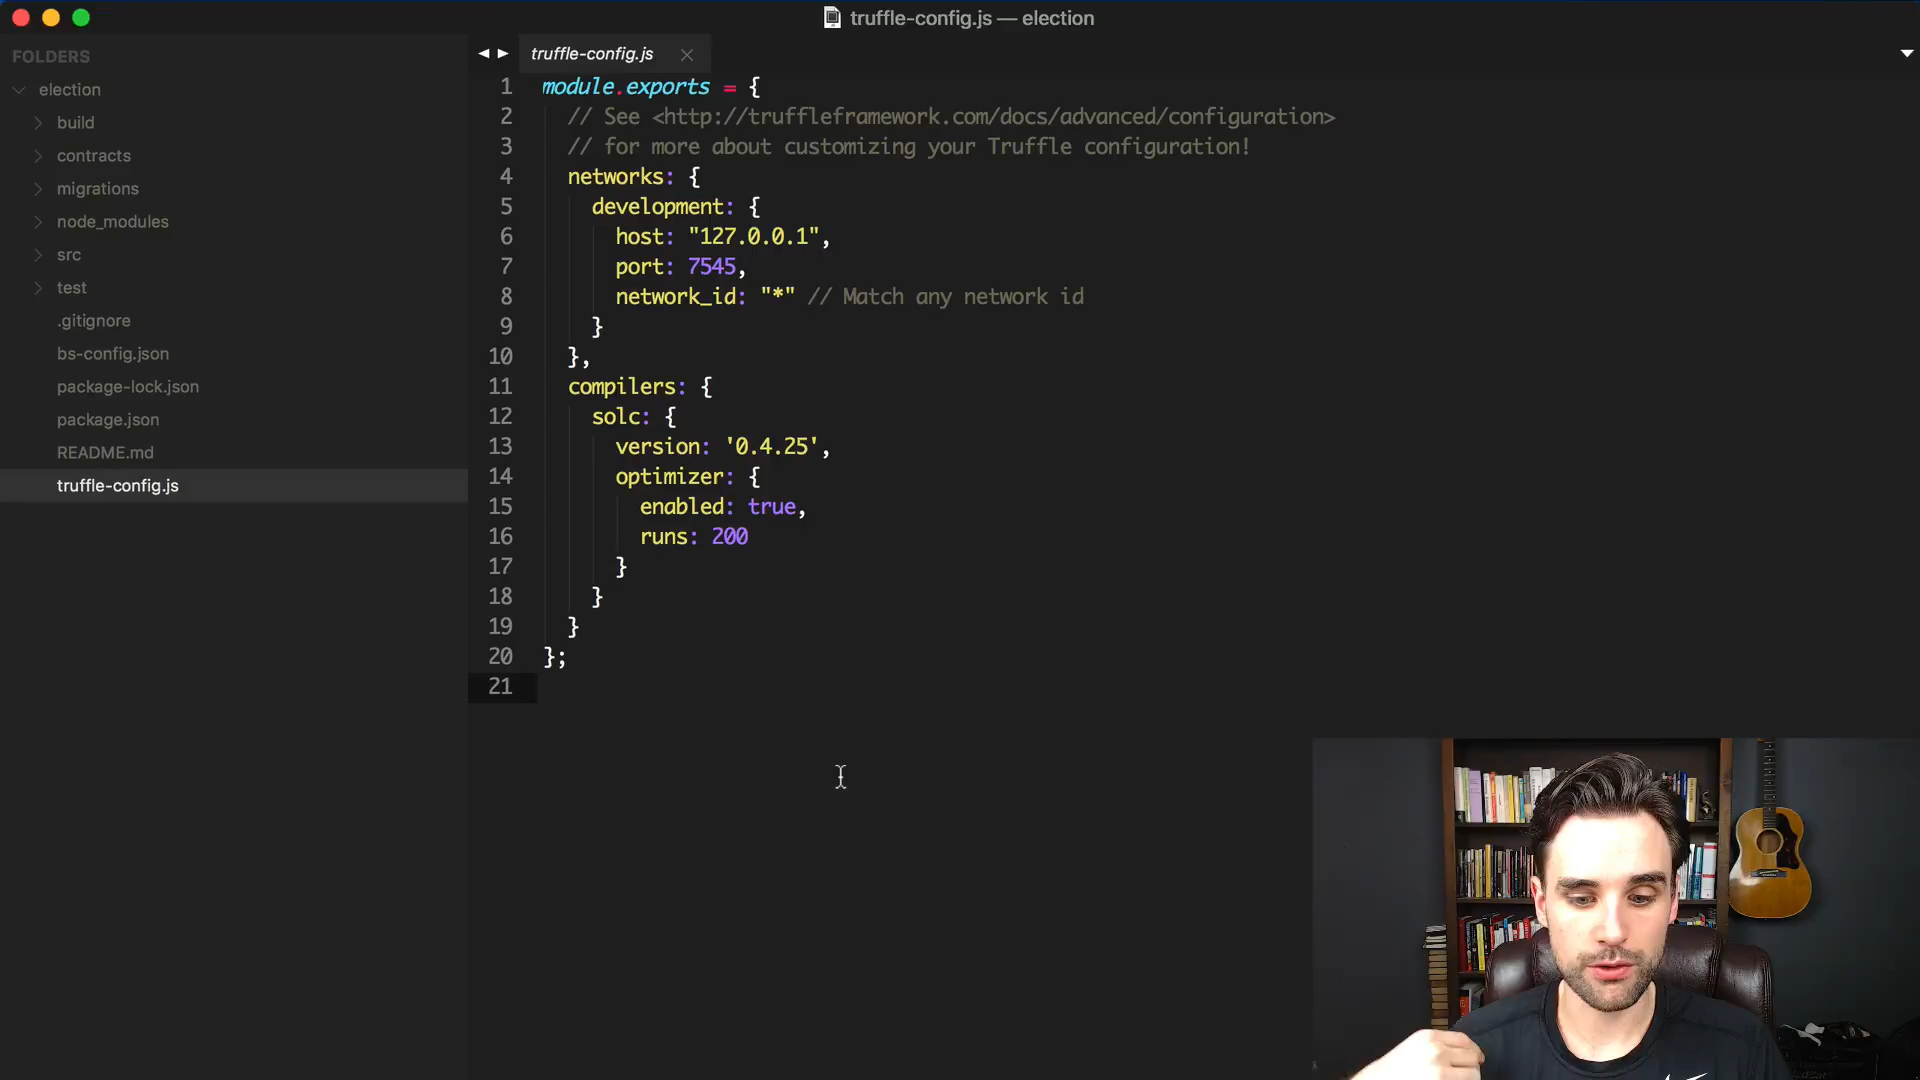 truffle-config.js — election
FOLDERS
election
build
contracts
migrations
node_modules
src
test
.gitignore
bs-config.json
package-lock.json
package.json
README.md
truffle-config.js
truffle-config.js
1 module.exports = {
2 // See <http://truffleframework.com/docs/advanced/configuration>
3 // for more about customizing your Truffle configuration!
4 networks: {
5 development: {
6 host: "127.0.0.1",
7 port: 7545,
8 network_id: "*" // Match any network id
9 }
10 },
11 compilers: {
12 solc: {
13 version: '0.4.25',
14 optimizer: {
15 enabled: true,
16 runs: 200
17 }
18 }
19 }
20 };
21